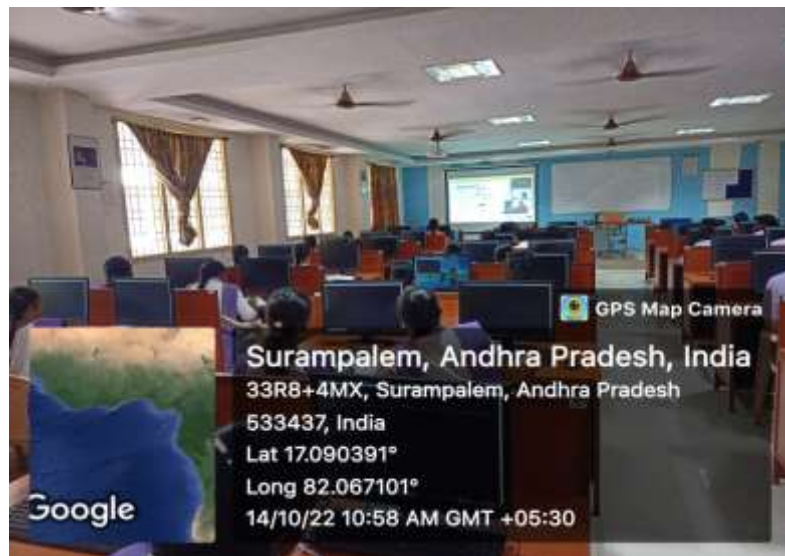 GPS Map Camera
Surampalem, Andhra Pradesh, India
33R8+4MX, Surampalem, Andhra Pradesh
533437, India
Lat 17.090391°
Long 82.067101°
14/10/22 10:58 AM GMT +05:30
Google